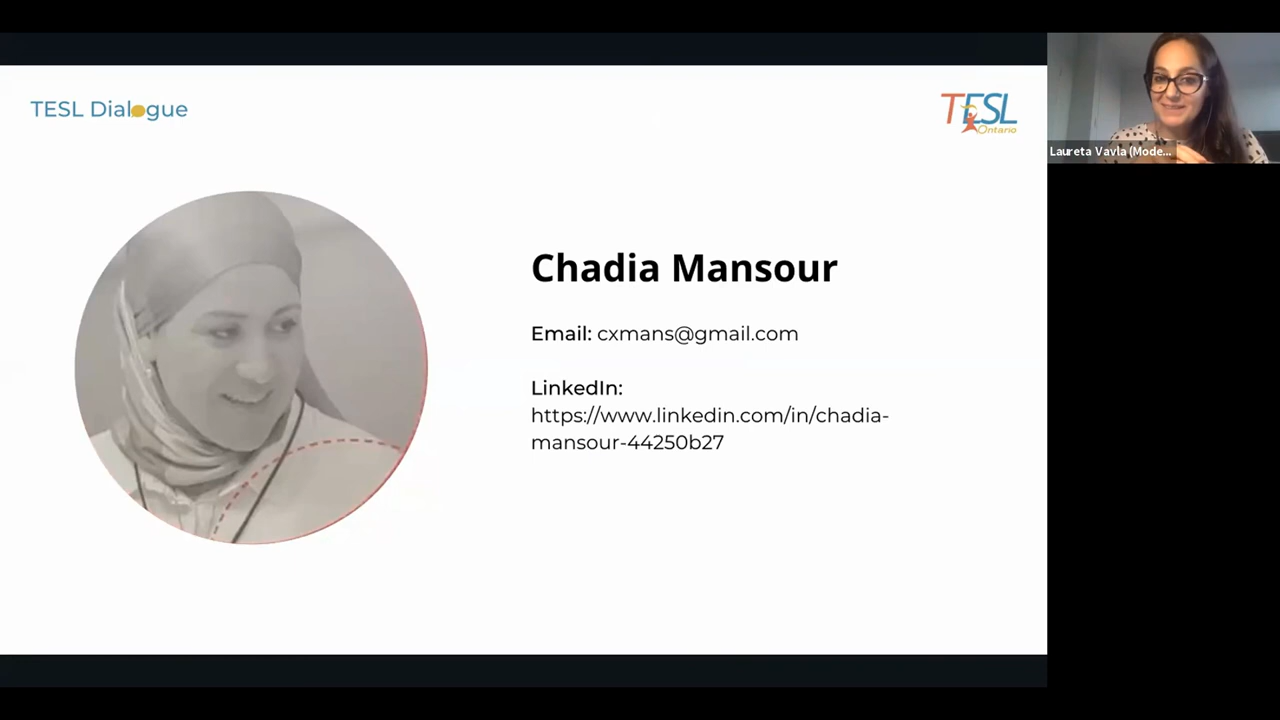 TESL Dialogue
TESL
Ontario
Laureta Vavla (Mode...
Chadia Mansour
Email: cxmans@gmail.com
LinkedIn:
https://www.linkedin.com/in/chadia-
mansour-44250b27